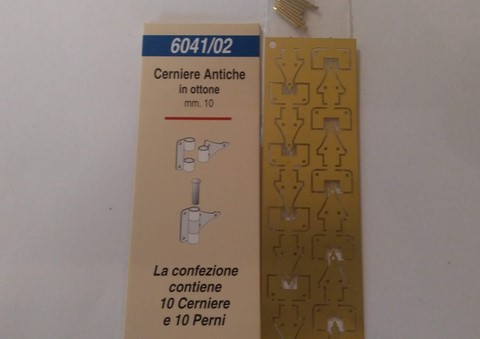 6041/02
Cerniere Antiche
in ottone
mm. 10
La confezione
contiene
10 Cerniere
e 10 Perni